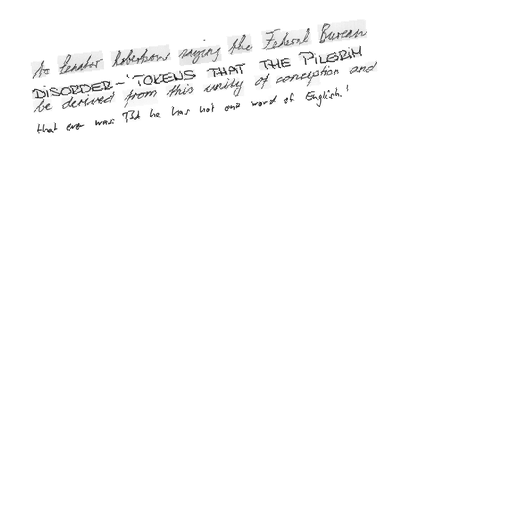 to Senator Robertson's saying the Federal Bureau
DISORDER-'TOKENS THAT THE PILGRIM
be derived from this unity of conception and
that ever was. But he has not one word of English.'